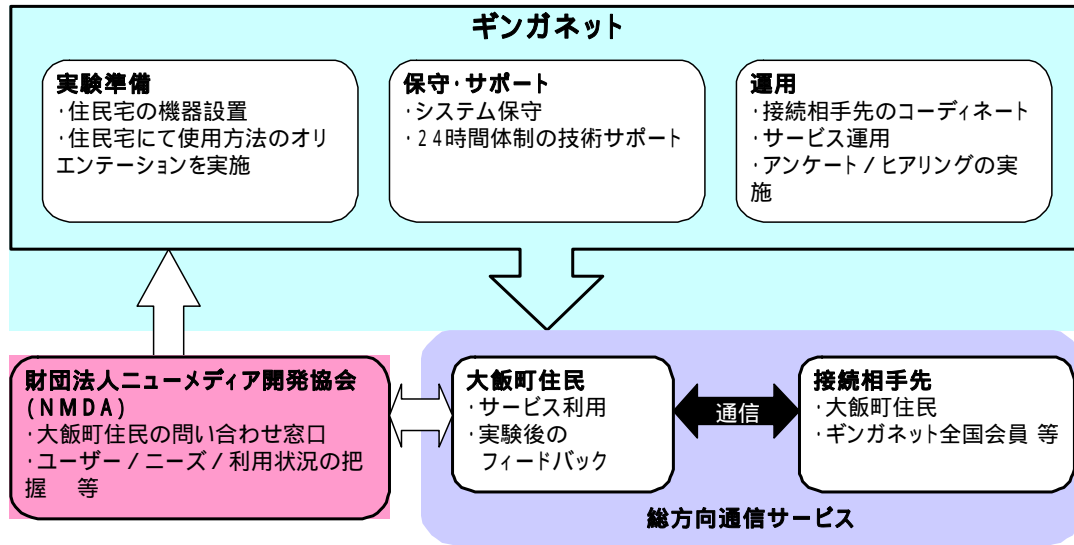 ギンガネット
実験準備
・住民宅の機器設置
・住民宅にて使用方法のオリ
エンテーションを実施
保守・サポート
・システム保守
・24時間体制の技術サポート
運用
・接続相手先のコーディネート
・サービス運用
・アンケート/ヒアリングの実
施
財団法人ニューメディア開発協会
(NMDA)
・大飯町住民の問い合わせ窓口
・ユーザー/ニーズ/利用状況の把
握 等
大飯町住民
・サービス利用
・実験後の
フィードバック
通信
接続相手先
・大飯町住民
・ギンガネット全国会員 等
総方向通信サービス